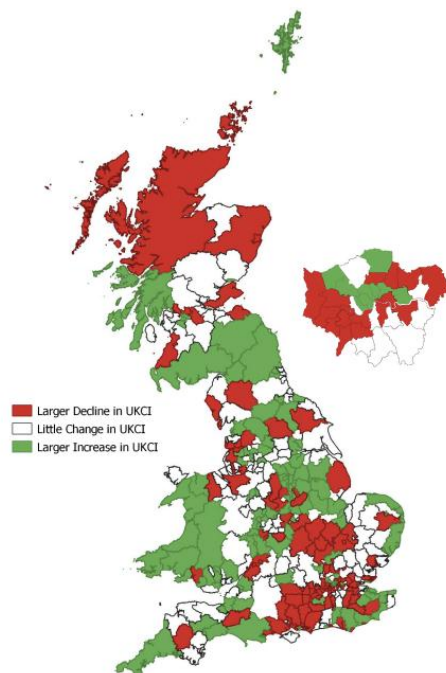 Larger Decline in UKCI
Little Change in UKCI
Larger Increase in UKCI